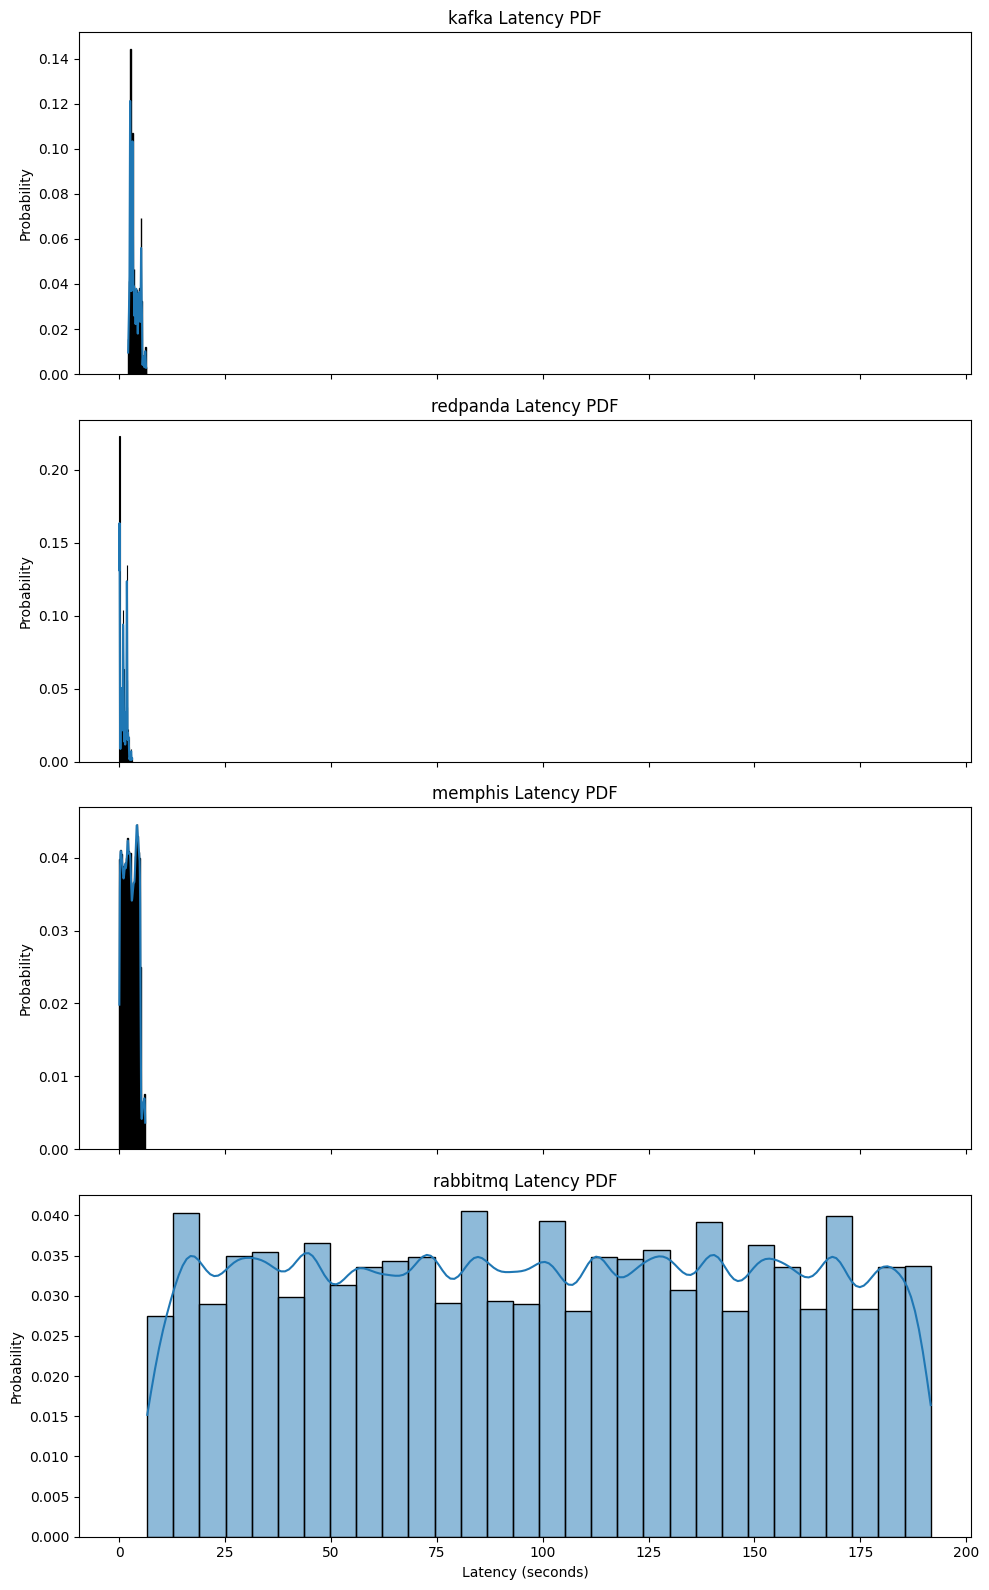 kafka Latency PDF
Probability
0.14
0.12
0.10
0.08
0.06
0.04
0.02
0.00
redpanda Latency PDF
Probability
0.20
0.15
0.10
0.05
0.00
memphis Latency PDF
Probability
0.04
0.03
0.02
0.01
0.00
rabbitmq Latency PDF
Probability
0.040
0.035
0.030
0.025
0.020
0.015
0.010
0.005
0.000
0 25 50 75 100 125 150 175 200
Latency (seconds)